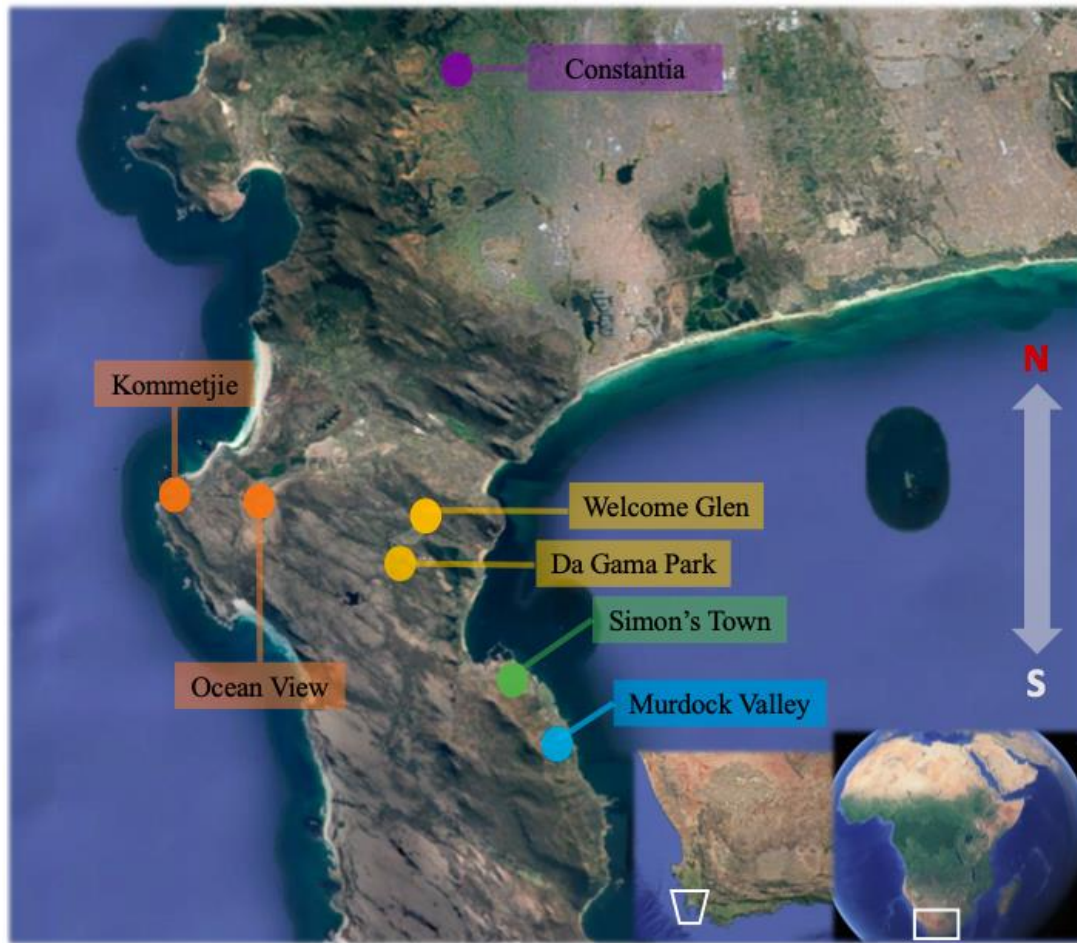 Constantia
Kommetjie
N
Welcome Glen
Da Gama Park
Simon's Town
Ocean View
S
Murdock Valley